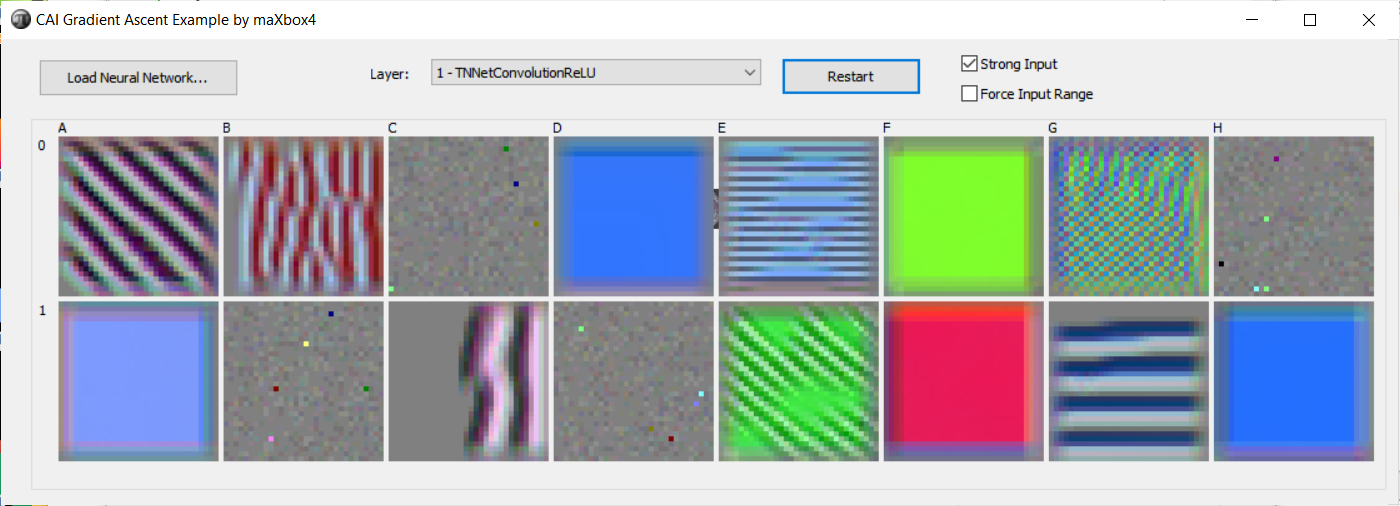 CAI Gradient Ascent Example by maXbox4
Load Neural Network...
Layer:
1 - TNNetConvolutionReLU
Restart
Strong Input
Force Input Range
A B C D E F G H
0
1